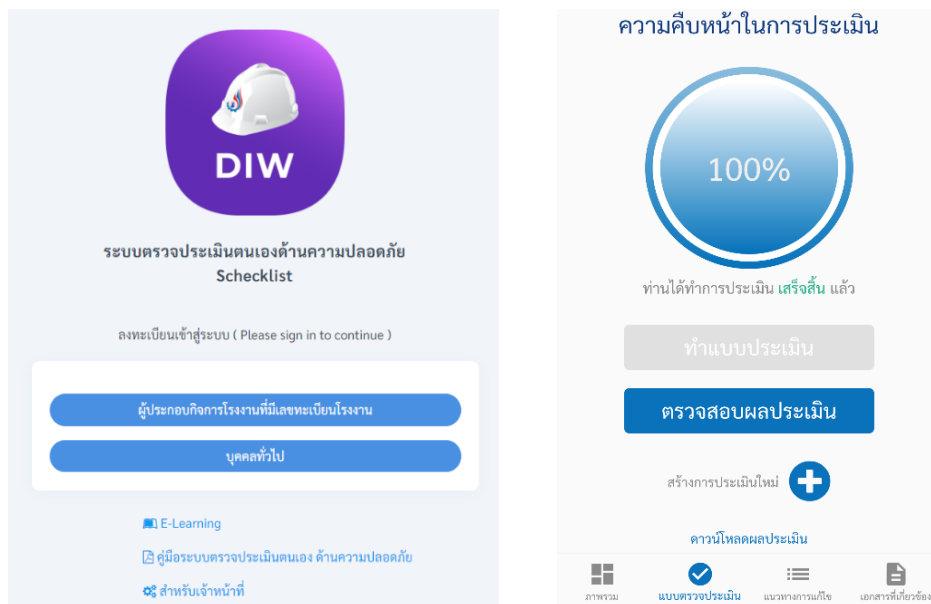 DIW
ระบบตรวจประเมินตนเองด้านความปลอดภัย
Schecklist
ลงทะเบียนเข้าสู่ระบบ ( Please sign in to continue )
ผู้ประกอบกิจการโรงงานที่มีเลขทะเบียนโรงงาน
บุคคลทั่วไป
E-Learning
คู่มือระบบตรวจประเมินตนเอง ด้านความปลอดภัย
สำหรับเจ้าหน้าที่
ความคืบหน้าในการประเมิน
100%
ท่านได้ทำการประเมิน เสร็จสิ้น แล้ว
ทำแบบประเมิน
ตรวจสอบผลประเมิน
สร้างการประเมินใหม่
ดาวน์โหลดผลประเมิน
ภาพรวม
แบบตรวจประเมิน
แนวทางการแก้ไข
เอกสารที่เกี่ยวข้อง